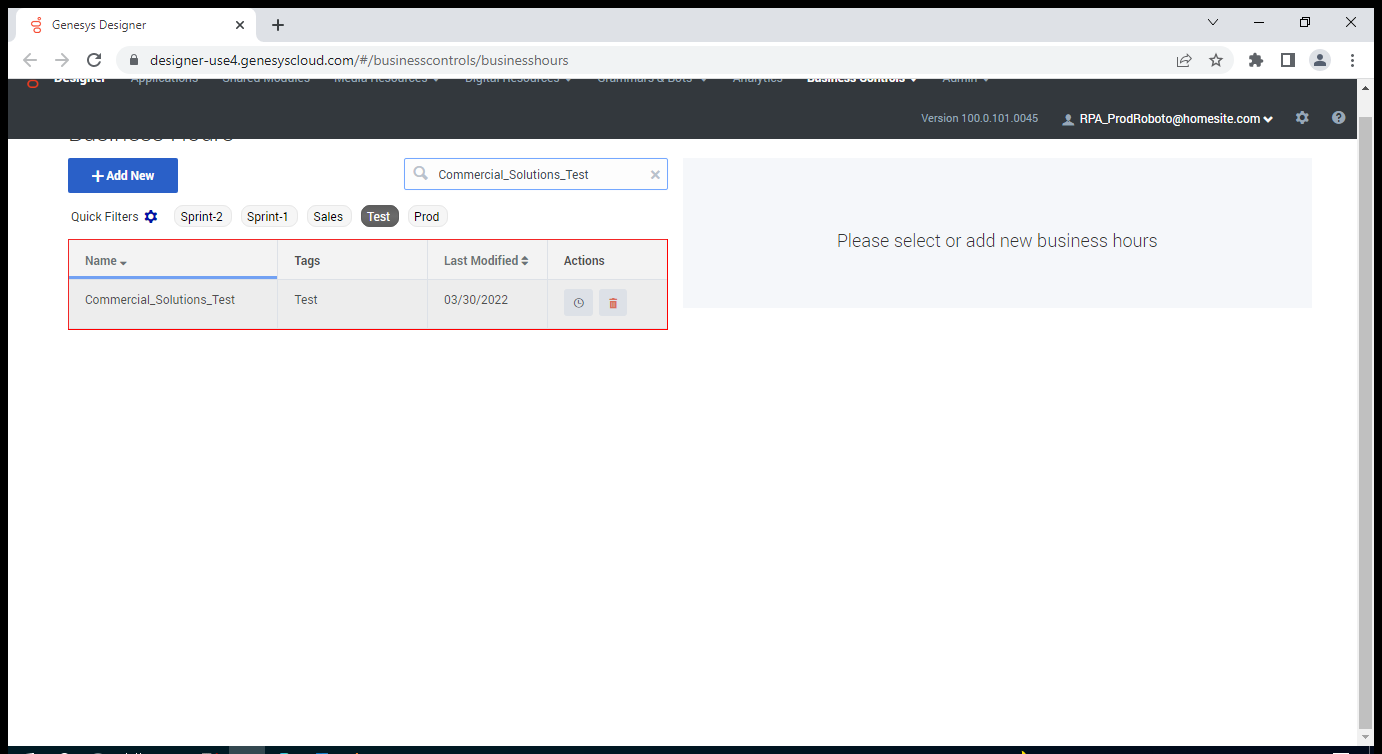 Genesys Designer
designer-use4.genesyscloud.com/#/businesscontrols/businesshours
Designer Applications Shared Modules Media Resources Digital Resources Grammars & Bots Analytics Business Controls Admin
Version 100.0.101.0045 RPA_ProdRoboto@homesite.com
Business Hours
+ Add New
Commercial_Solutions_Test
Please select or add new business hours
Quick Filters Sprint-2 Sprint-1 Sales Test Prod
Name Tags Last Modified Actions
Commercial_Solutions_Test Test 03/30/2022